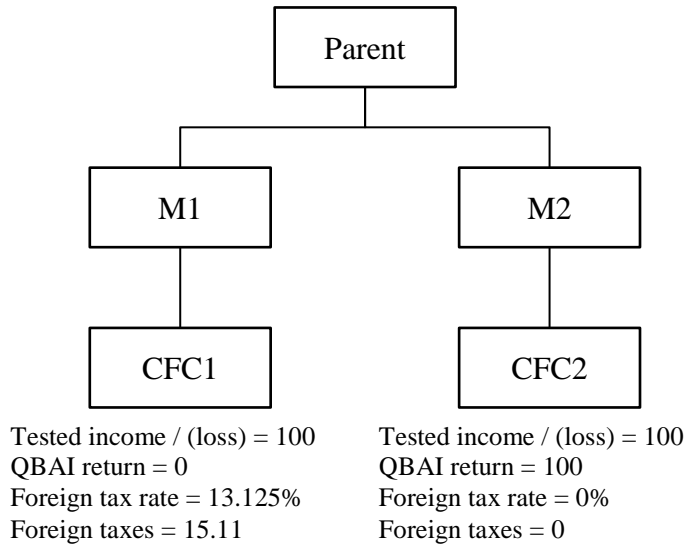 Parent
M1
M2
CFC1
CFC2
Tested income / (loss) = 100
QBAI return = 0
Foreign tax rate = 13.125%
Foreign taxes = 15.11
Tested income / (loss) = 100
QBAI return = 100
Foreign tax rate = 0%
Foreign taxes = 0